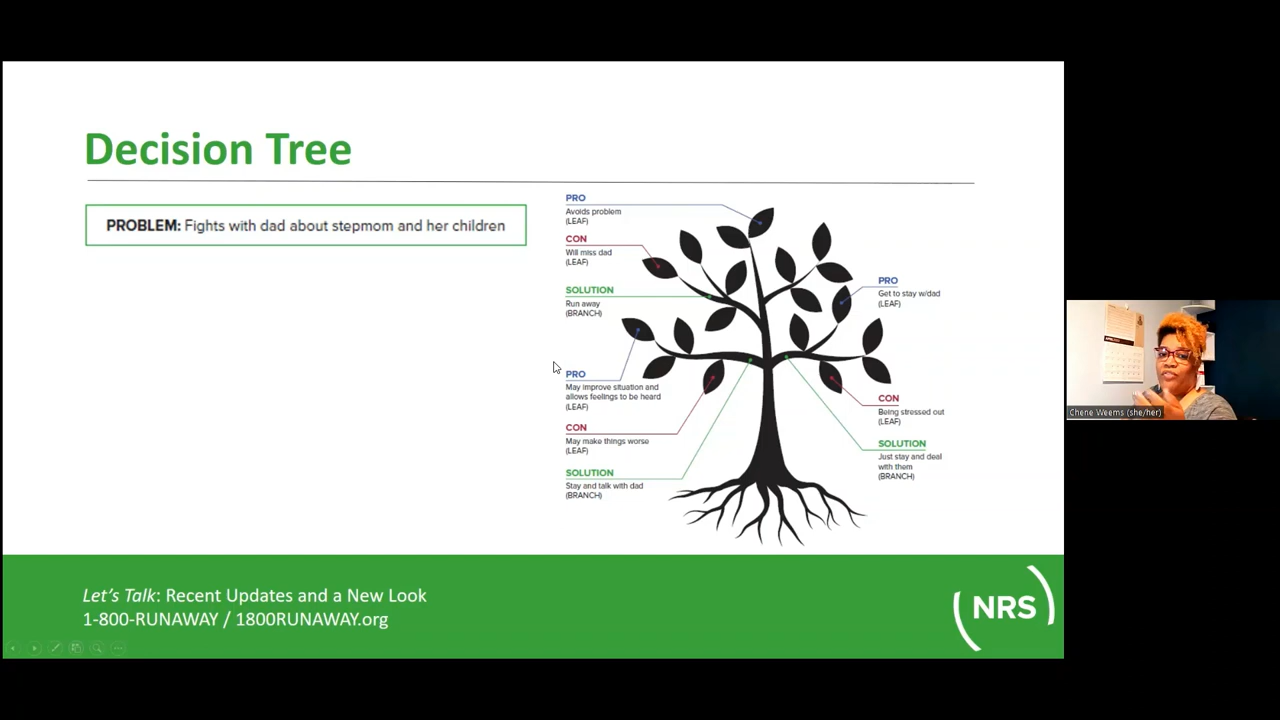 Decision Tree
PROBLEM: Fights with dad about stepmom and her children
PRO
Avoids problem
(LEAF)
CON
Will miss dad
(LEAF)
SOLUTION
Run away
(BRANCH)
PRO
May improve situation and
allows feelings to be heard
(LEAF)
CON
May make things worse
(LEAF)
SOLUTION
Stay and talk with dad
(BRANCH)
PRO
Get to stay w/dad
(LEAF)
CON
Being stressed out
(LEAF)
SOLUTION
Just stay and deal
with them
(BRANCH)
Let's Talk: Recent Updates and a New Look
1-800-RUNAWAY / 1800RUNAWAY.org
NRS
Chene Weems (she/her)